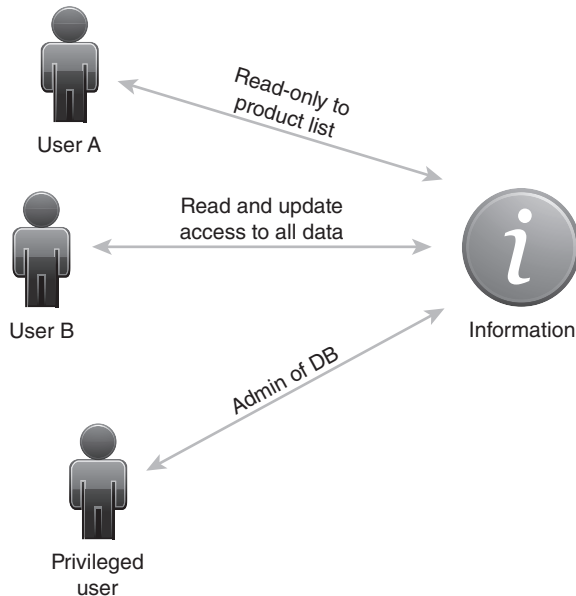 Read-only to
product list
User A
Read and update
access to all data
User B
i
Information
Admin of DB
Privileged
user